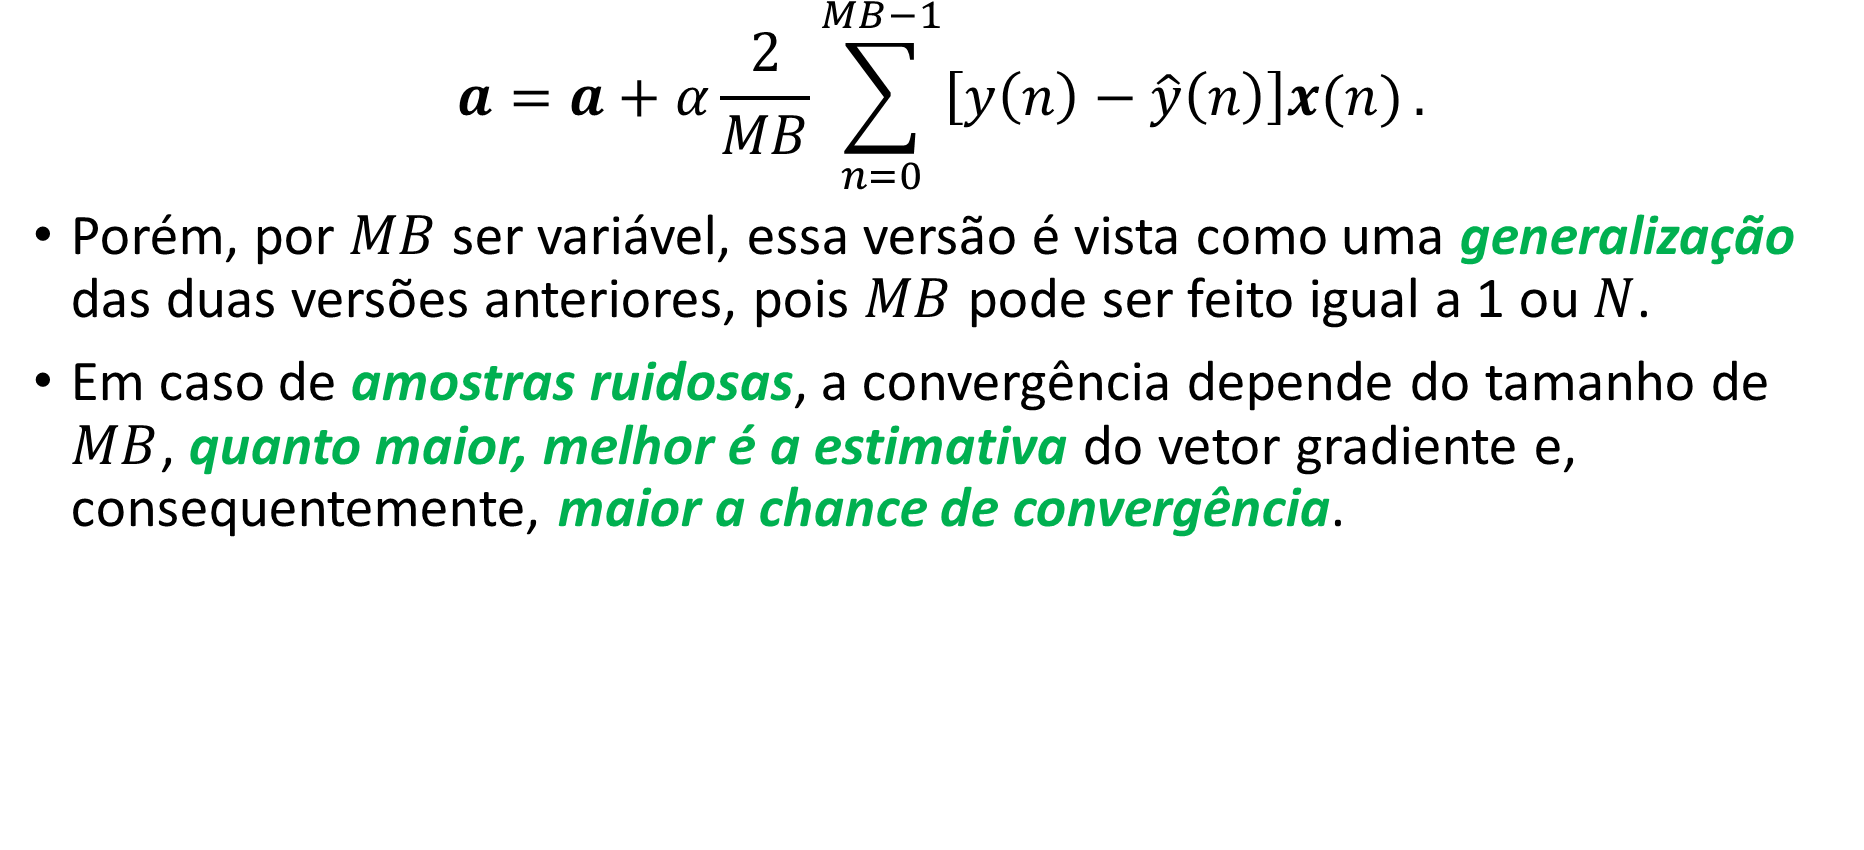 𝒂 = 𝒂 + α 2/MB ∑_{n=0}^{MB−1} [y(n) − ŷ(n)]𝒙(n) .
• Porém, por MB ser variável, essa versão é vista como uma generalização
das duas versões anteriores, pois MB pode ser feito igual a 1 ou N.
• Em caso de amostras ruidosas, a convergência depende do tamanho de
MB, quanto maior, melhor é a estimativa do vetor gradiente e,
consequentemente, maior a chance de convergência.